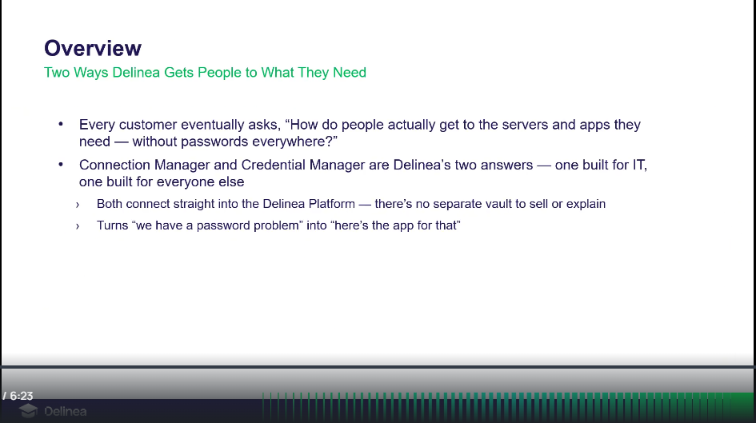 Overview
Two Ways Delinea Gets People to What They Need
• Every customer eventually asks, “How do people actually get to the servers and apps they
need — without passwords everywhere?”
• Connection Manager and Credential Manager are Delinea’s two answers — one built for IT,
one built for everyone else
› Both connect straight into the Delinea Platform — there’s no separate vault to sell or explain
› Turns “we have a password problem” into “here’s the app for that”
/ 6:23
Delinea